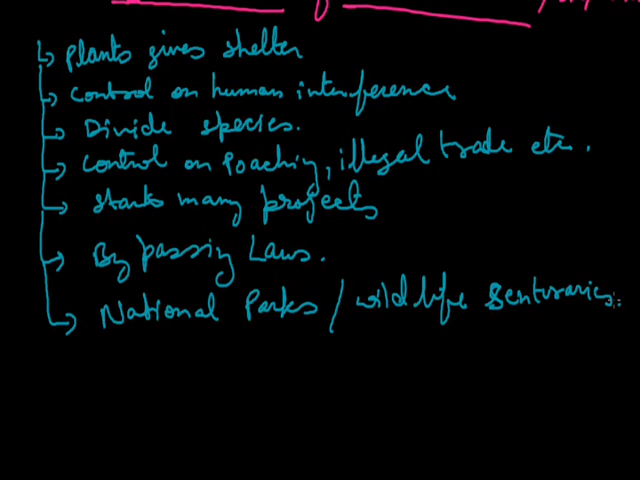 Plants gives shelter
Control on human interference
Divide species.
Control on Poaching, illegal trade etc.
starts many projects
By passing Laws.
National Parks / wildlife Senturaries